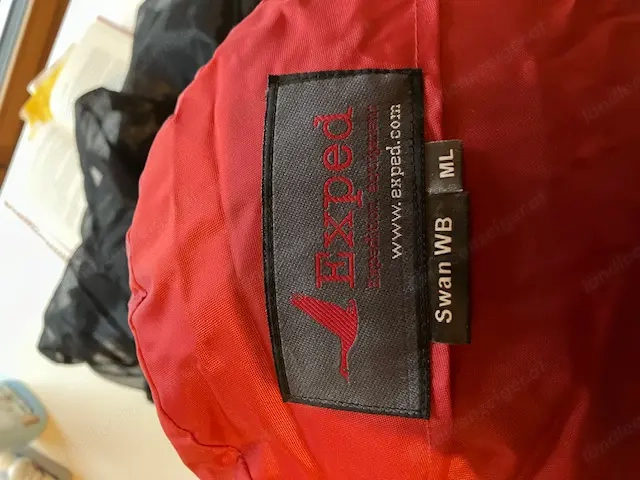 Exped
Expedition equipment
www.exped.com
Swan WB
ML